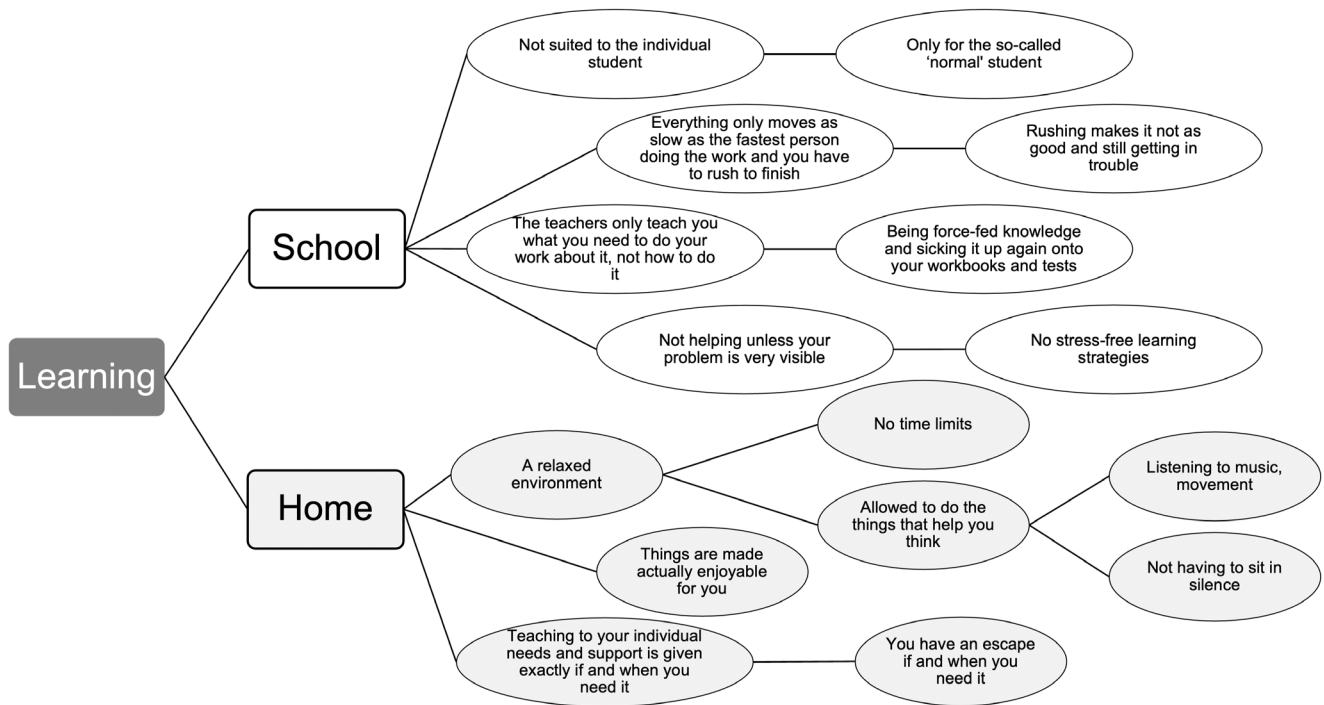 Learning
School
Not suited to the individual
student
Only for the so-called
‘normal' student
Everything only moves as
slow as the fastest person
doing the work and you have
to rush to finish
Rushing makes it not as
good and still getting in
trouble
The teachers only teach you
what you need to do your
work about it, not how to do
it
Being force-fed knowledge
and sicking it up again onto
your workbooks and tests
Not helping unless your
problem is very visible
No stress-free learning
strategies
Home
A relaxed
environment
No time limits
Allowed to do the
things that help you
think
Listening to music,
movement
Not having to sit in
silence
Things are made
actually enjoyable
for you
Teaching to your individual
needs and support is given
exactly if and when you
need it
You have an escape
if and when you
need it